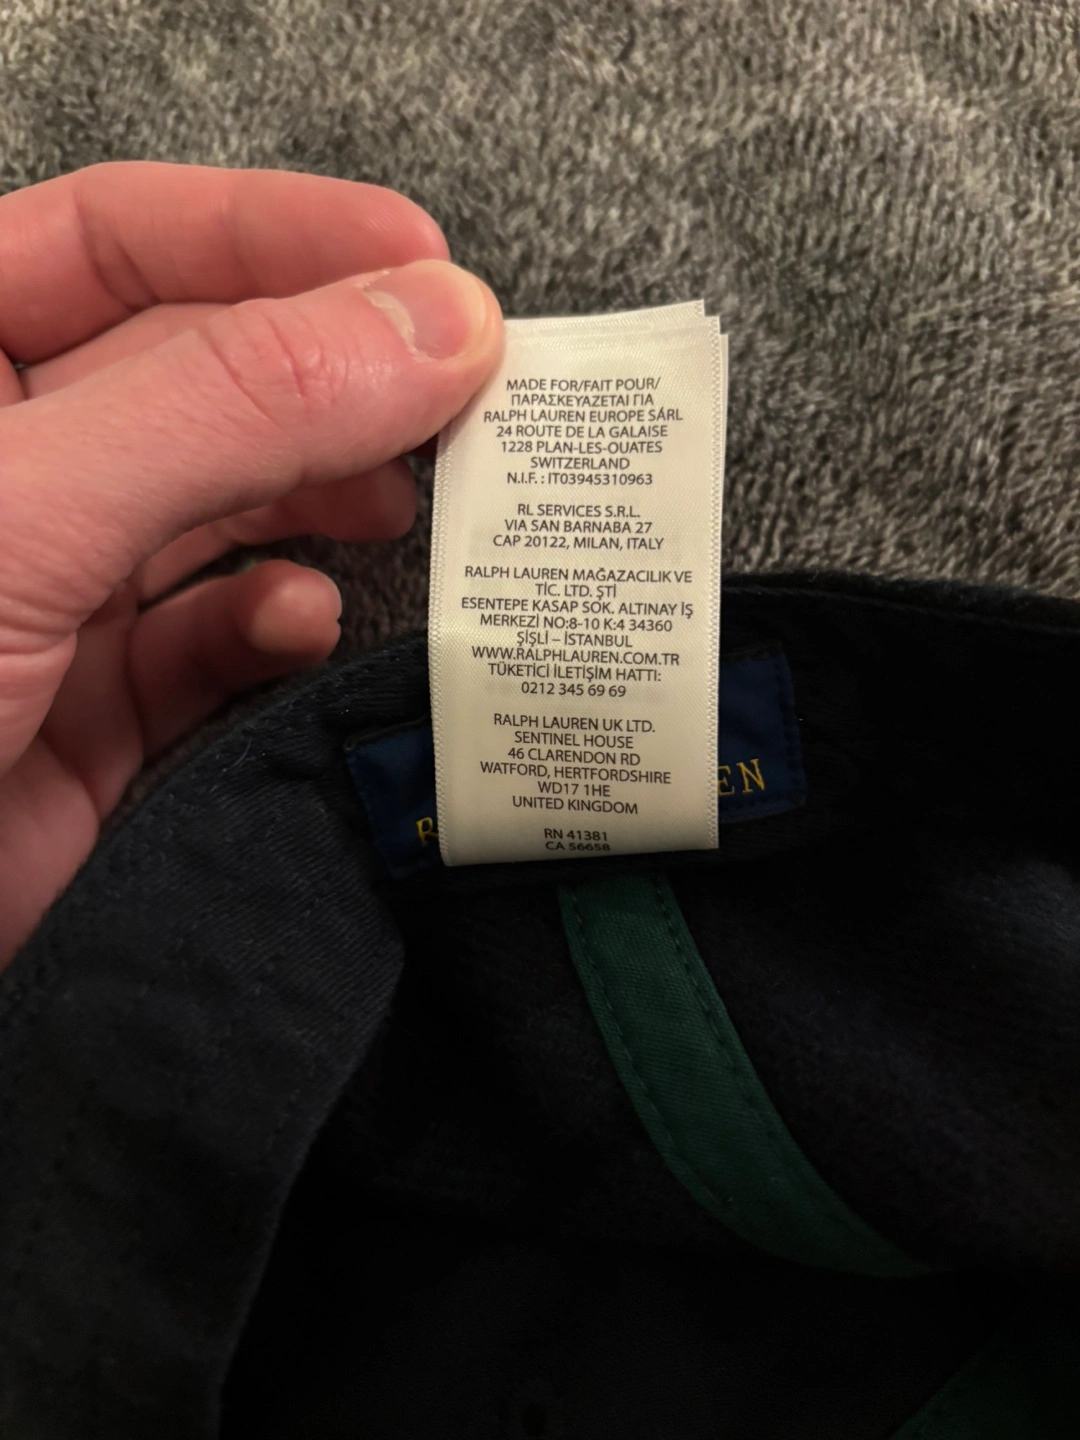 MADE FOR/FAIT POUR/
ΠΑΡΑΣΚΕΥΑΖΕΤΑΙ ΓΙΑ
RALPH LAUREN EUROPE SÁRL
24 ROUTE DE LA GALAISE
1228 PLAN-LES-OUATES
SWITZERLAND
N.I.F. : IT03945310963
RL SERVICES S.R.L.
VIA SAN BARNABA 27
CAP 20122, MILAN, ITALY
RALPH LAUREN MAĞAZACILIK VE
TİC. LTD. ŞTİ
ESENTEPE KASAP SOK. ALTINAY İŞ
MERKEZİ NO:8-10 K:4 34360
ŞİŞLİ – İSTANBUL
WWW.RALPHLAUREN.COM.TR
TÜKETİCİ İLETİŞİM HATTI:
0212 345 69 69
RALPH LAUREN UK LTD.
SENTINEL HOUSE
46 CLARENDON RD
WATFORD, HERTFORDSHIRE
WD17 1HE
UNITED KINGDOM
RN 41381
CA 56658